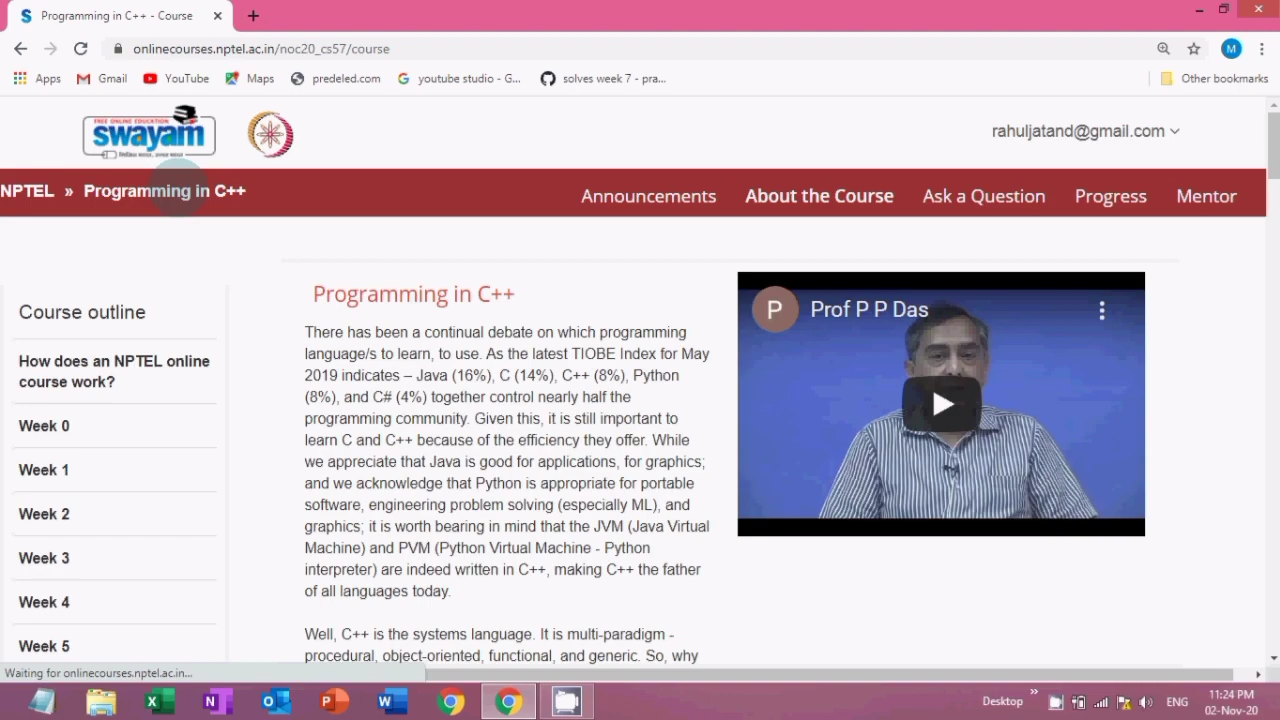 Programming in C++ - Course
onlinecourses.nptel.ac.in/noc20_cs57/course
M
Apps
Gmail
YouTube
Maps
predeled.com
youtube studio - G...
solves week 7 - pra...
Other bookmarks
FREE ONLINE EDUCATION
swayam
rahuljatand@gmail.com
NPTEL » Programming in C++
Announcements
About the Course
Ask a Question
Progress
Mentor
Course outline
How does an NPTEL online
course work?
Week 0
Week 1
Week 2
Week 3
Week 4
Week 5
Programming in C++
There has been a continual debate on which programming
language/s to learn, to use. As the latest TIOBE Index for May
2019 indicates – Java (16%), C (14%), C++ (8%), Python
(8%), and C# (4%) together control nearly half the
programming community. Given this, it is still important to
learn C and C++ because of the efficiency they offer. While
we appreciate that Java is good for applications, for graphics;
and we acknowledge that Python is appropriate for portable
software, engineering problem solving (especially ML), and
graphics; it is worth bearing in mind that the JVM (Java Virtual
Machine) and PVM (Python Virtual Machine - Python
interpreter) are indeed written in C++, making C++ the father
of all languages today.
Well, C++ is the systems language. It is multi-paradigm -
procedural, object-oriented, functional, and generic. So, why
P
Prof P P Das
Waiting for onlinecourses.nptel.ac.in...
Desktop
ENG
11:24 PM
02-Nov-20